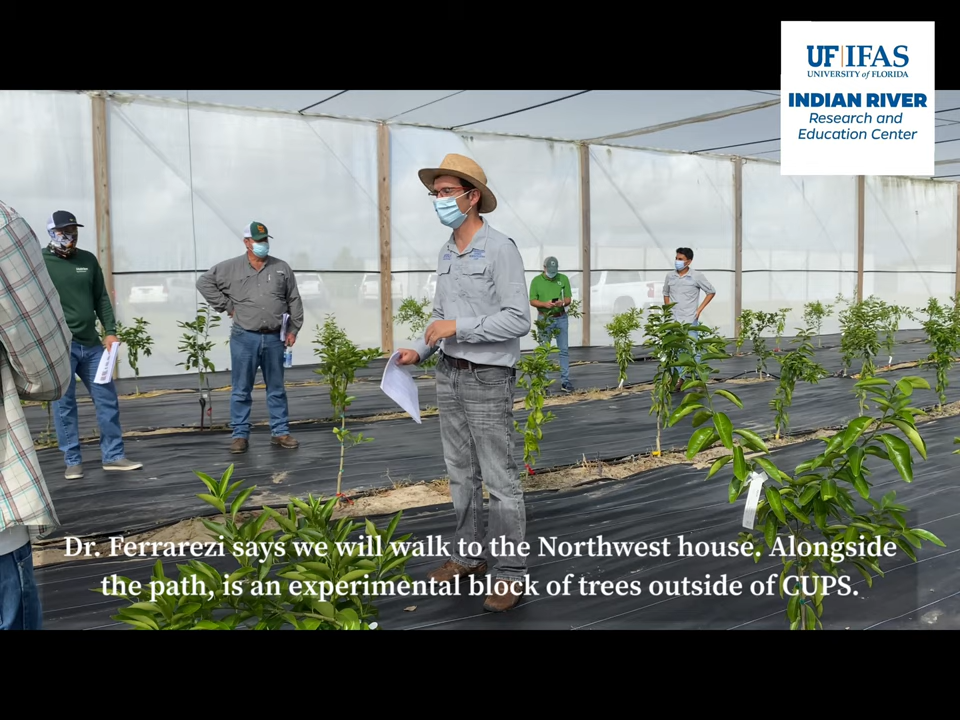 UF|IFAS
UNIVERSITY of FLORIDA
INDIAN RIVER
Research and
Education Center
Dr. Ferrarezi says we will walk to the Northwest house. Alongside
the path, is an experimental block of trees outside of CUPS.